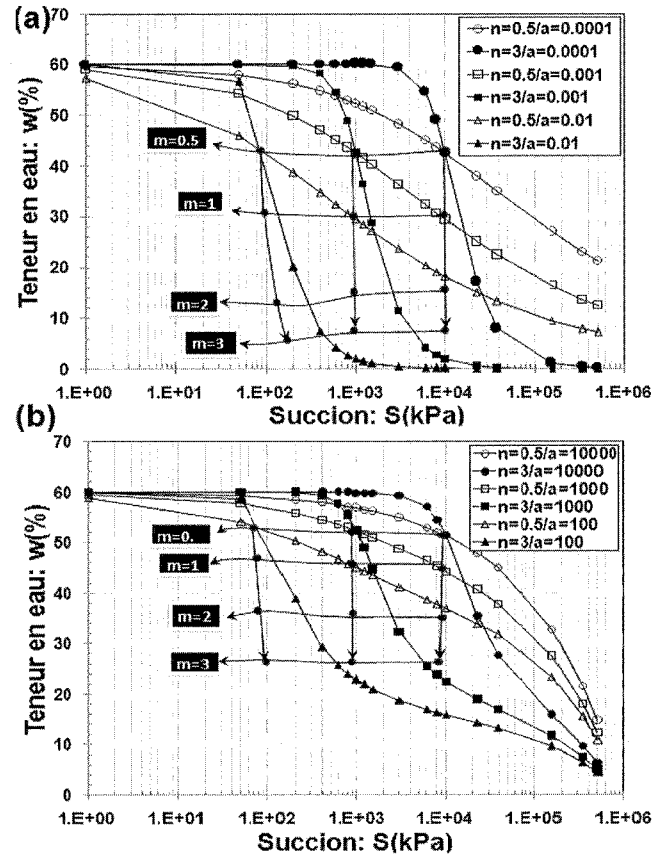 (a)
Teneur en eau: w(%)
70
60
50
40
30
20
10
0
n=0.5/a=0.0001
n=3/a=0.0001
n=0.5/a=0.001
n=3/a=0.001
n=0.5/a=0.01
n=3/a=0.01
m=0.5
m=1
m=2
m=3
1.E+00 1.E+01 1.E+02 1.E+03 1.E+04 1.E+05 1.E+06
Succion: S(kPa)
(b)
Teneur en eau: w(%)
70
60
50
40
30
20
10
0
n=0.5/a=10000
n=3/a=10000
n=0.5/a=1000
n=3/a=1000
n=0.5/a=100
n=3/a=100
m=0.
m=1
m=2
m=3
1.E+00 1.E+01 1.E+02 1.E+03 1.E+04 1.E+05 1.E+06
Succion: S(kPa)